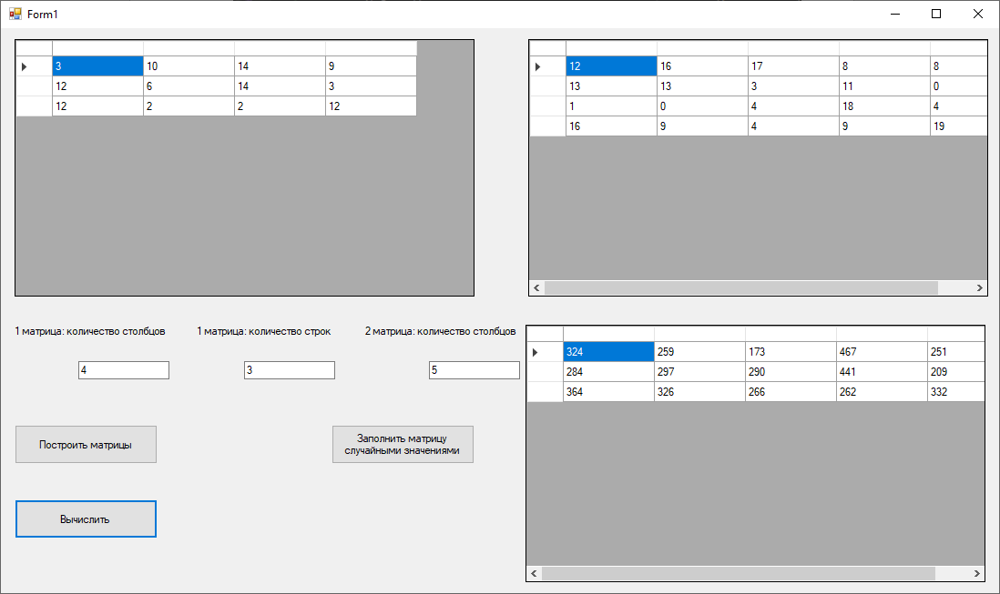 Form1
3 10 14 9
12 6 14 3
12 2 2 12
12 16 17 8 8
13 13 3 11 0
1 0 4 18 4
16 9 4 9 19
1 матрица: количество столбцов
1 матрица: количество строк
2 матрица: количество столбцов
4
3
5
Построить матрицы
Заполнить матрицу
случайными значениями
Вычислить
324 259 173 467 251
284 297 290 441 209
364 326 266 262 332